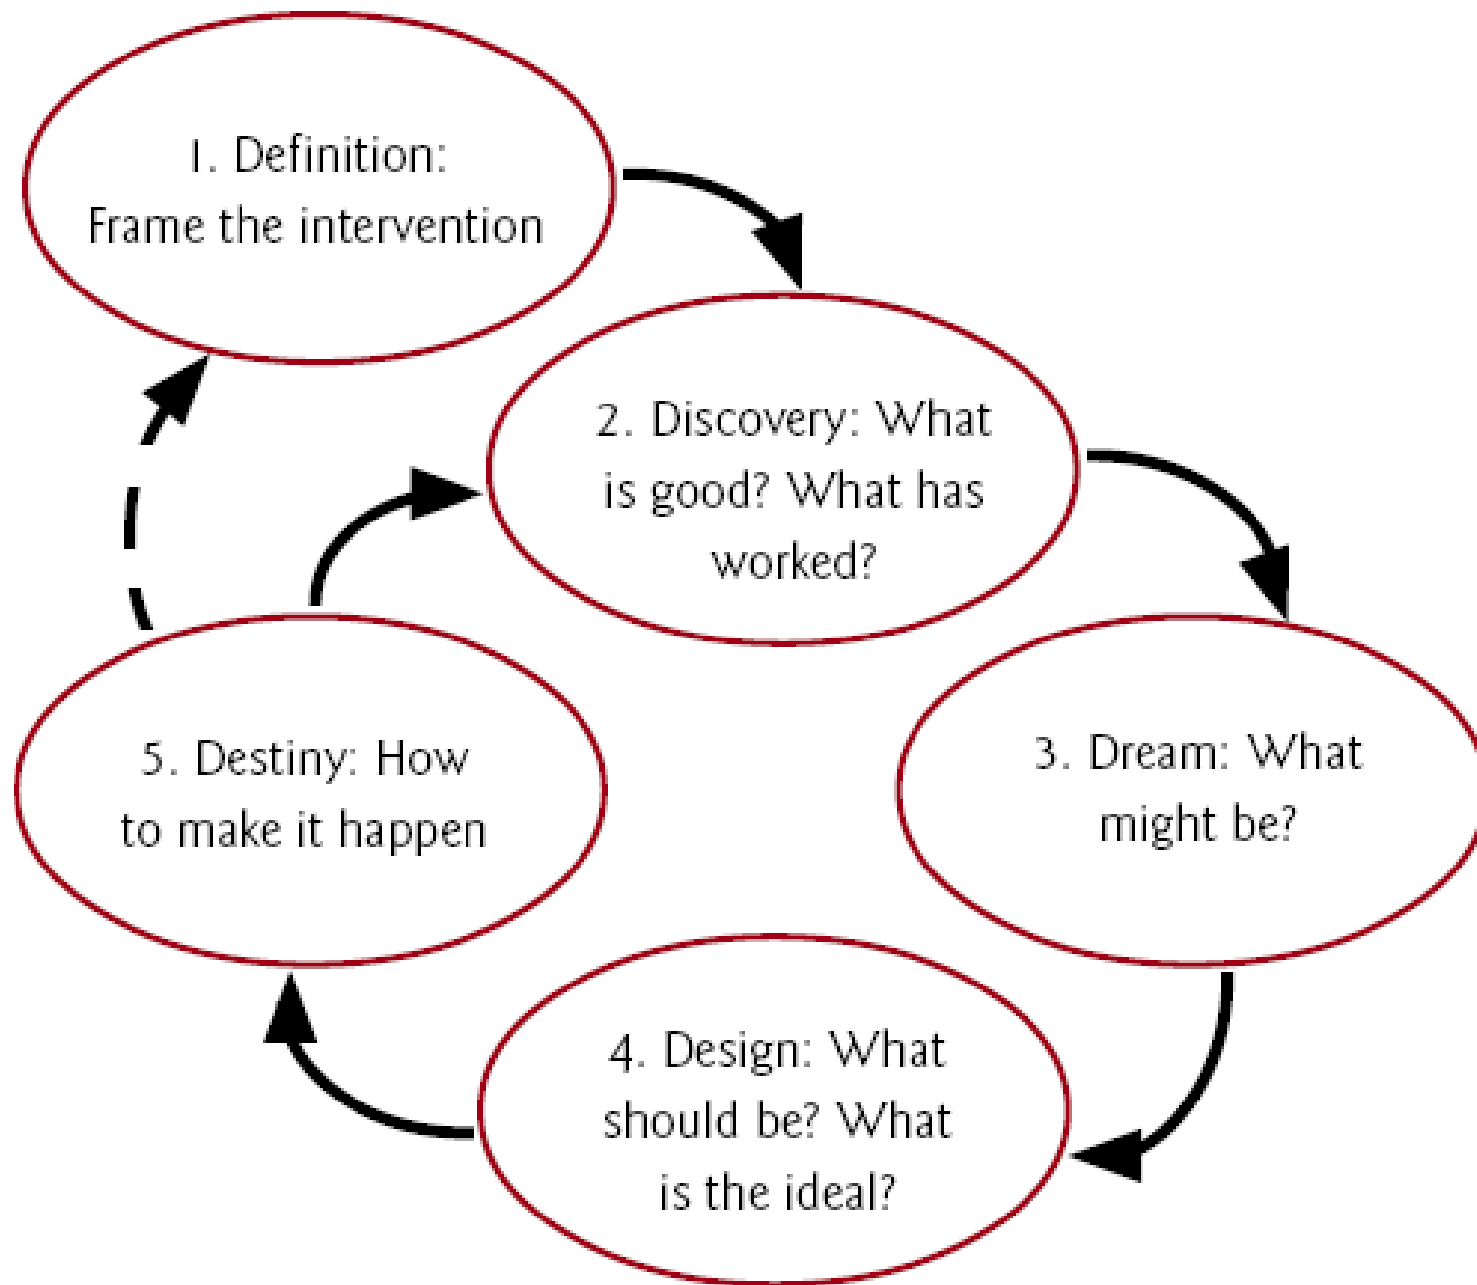 1. Definition:
Frame the intervention
2. Discovery: What
is good? What has
worked?
3. Dream: What
might be?
4. Design: What
should be? What
is the ideal?
5. Destiny: How
to make it happen